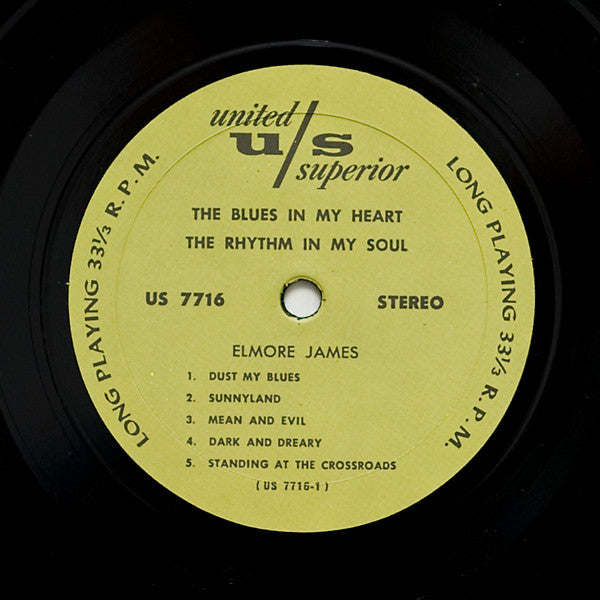 united
u/s
superior
LONG PLAYING 33⅓ R.P.M.
LONG PLAYING 33⅓ R.P.M.
THE BLUES IN MY HEART
THE RHYTHM IN MY SOUL
US 7716 STEREO
ELMORE JAMES
1. DUST MY BLUES
2. SUNNYLAND
3. MEAN AND EVIL
4. DARK AND DREARY
5. STANDING AT THE CROSSROADS
(US 7716-1)